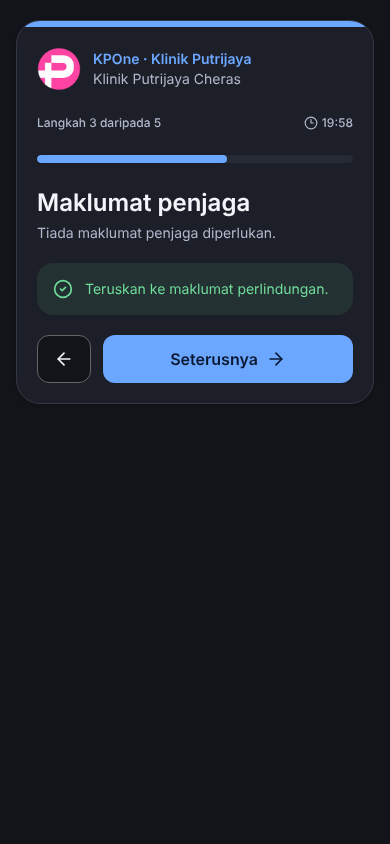 KPOne · Klinik Putrijaya
Klinik Putrijaya Cheras
Langkah 3 daripada 5
19:58
Maklumat penjaga
Tiada maklumat penjaga diperlukan.
Teruskan ke maklumat perlindungan.
Seterusnya